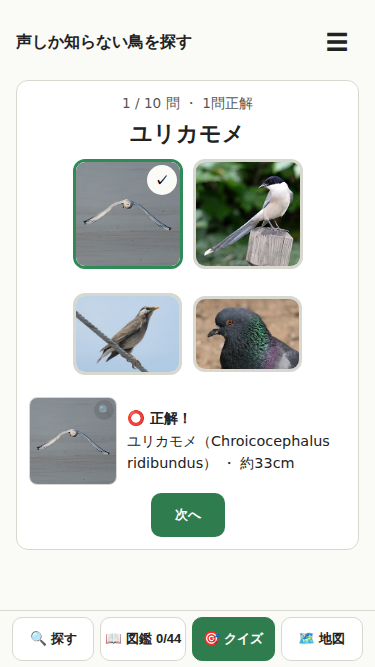 声しか知らない鳥を探す
1 / 10 問 ・ 1問正解
ユリカモメ
⭕ 正解！
ユリカモメ（Chroicocephalus
ridibundus） ・ 約33cm
次へ
🔍 探す
📖 図鑑 0/44
🎯 クイズ
🗺️ 地図